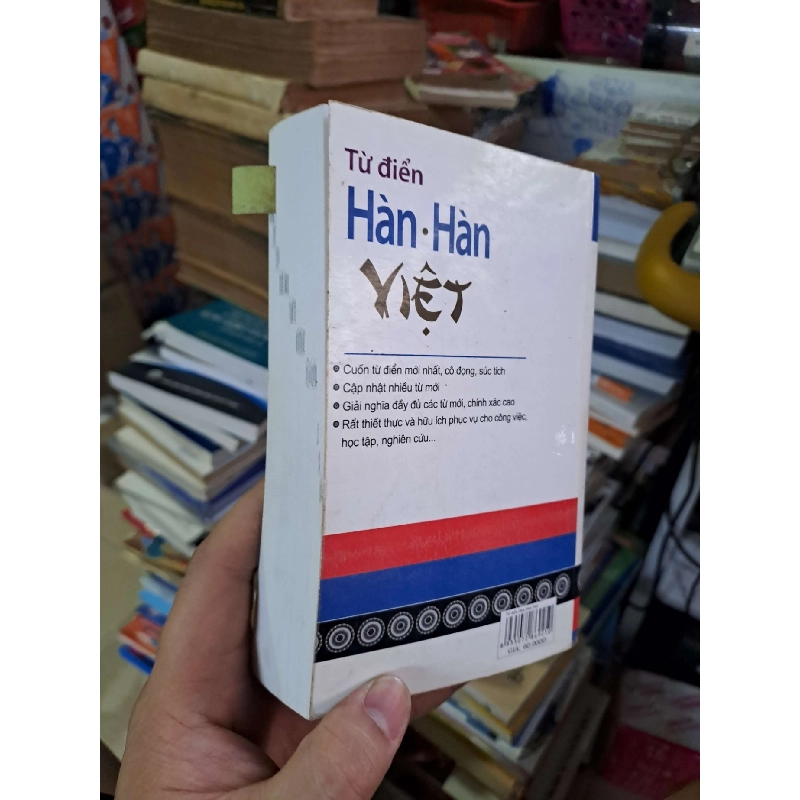 Từ điển
Hàn · Hàn
VIỆT
Cuốn từ điển mới nhất, cô đọng, súc tích
Cập nhật nhiều từ mới
Giải nghĩa đầy đủ các từ mới, chính xác cao
Rất thiết thực và hữu ích phục vụ cho công việc,
học tập, nghiên cứu...